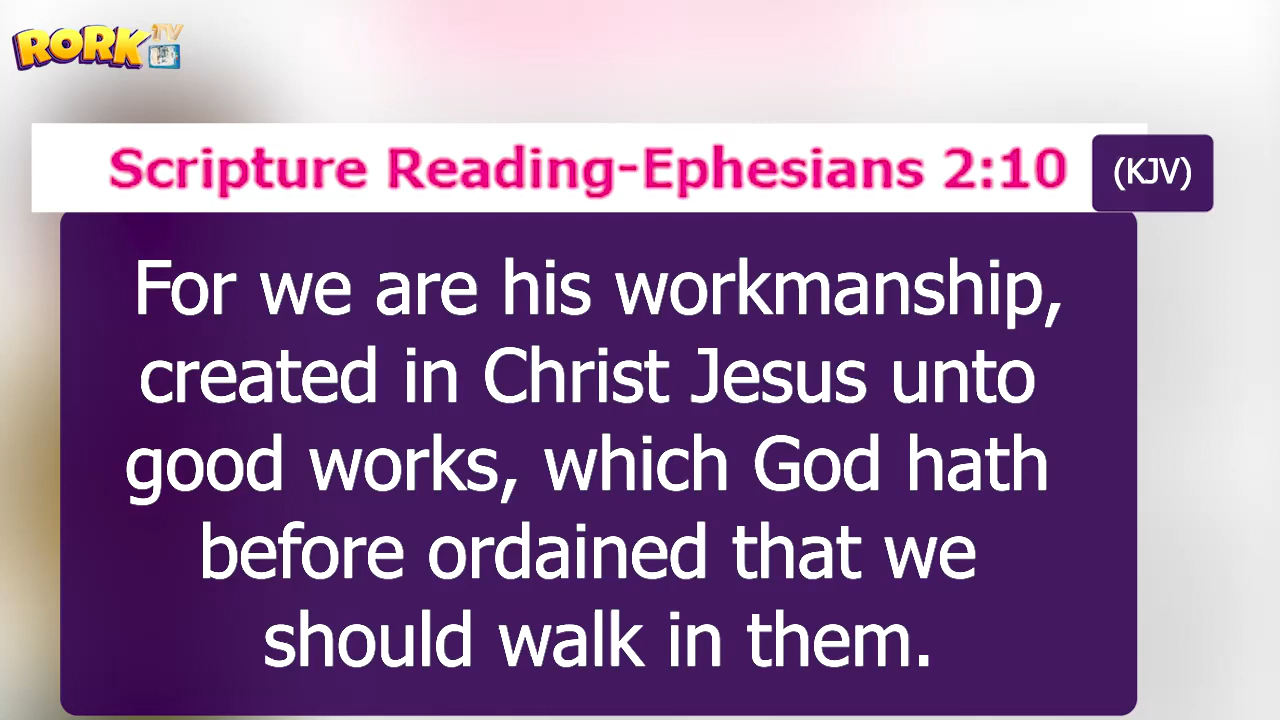 RORK TV
Scripture Reading-Ephesians 2:10
(KJV)
For we are his workmanship,
created in Christ Jesus unto
good works, which God hath
before ordained that we
should walk in them.